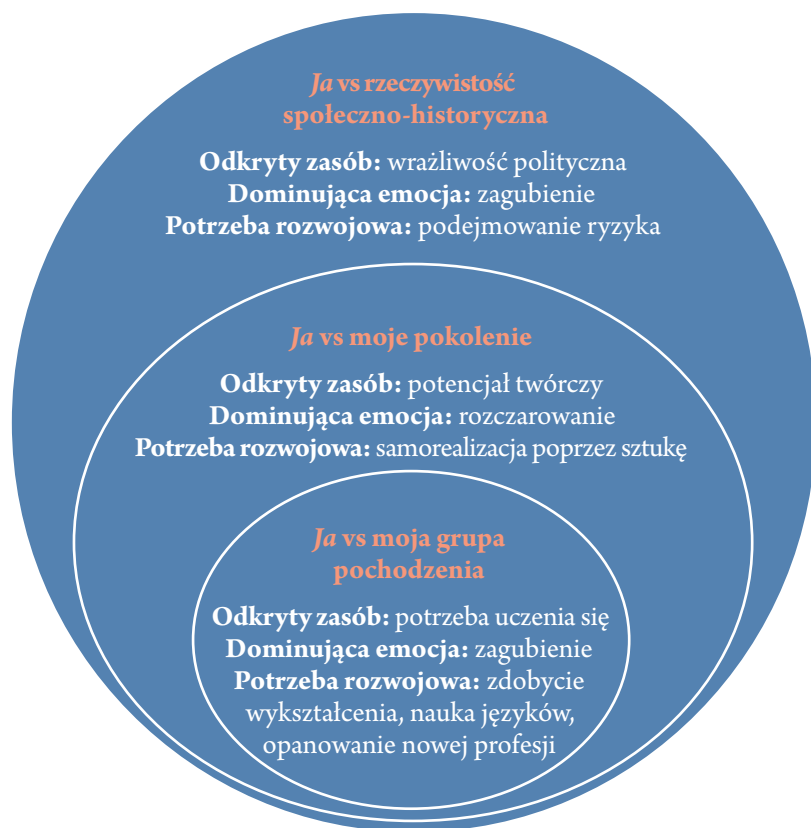 Ja vs rzeczywistość
społeczno-historyczna
Odkryty zasób: wrażliwość polityczna
Dominująca emocja: zagubienie
Potrzeba rozwojowa: podejmowanie ryzyka
Ja vs moje pokolenie
Odkryty zasób: potencjał twórczy
Dominująca emocja: rozczarowanie
Potrzeba rozwojowa: samorealizacja poprzez sztukę
Ja vs moja grupa
pochodzenia
Odkryty zasób: potrzeba uczenia się
Dominująca emocja: zagubienie
Potrzeba rozwojowa: zdobycie
wykształcenia, nauka języków,
opanowanie nowej profesji